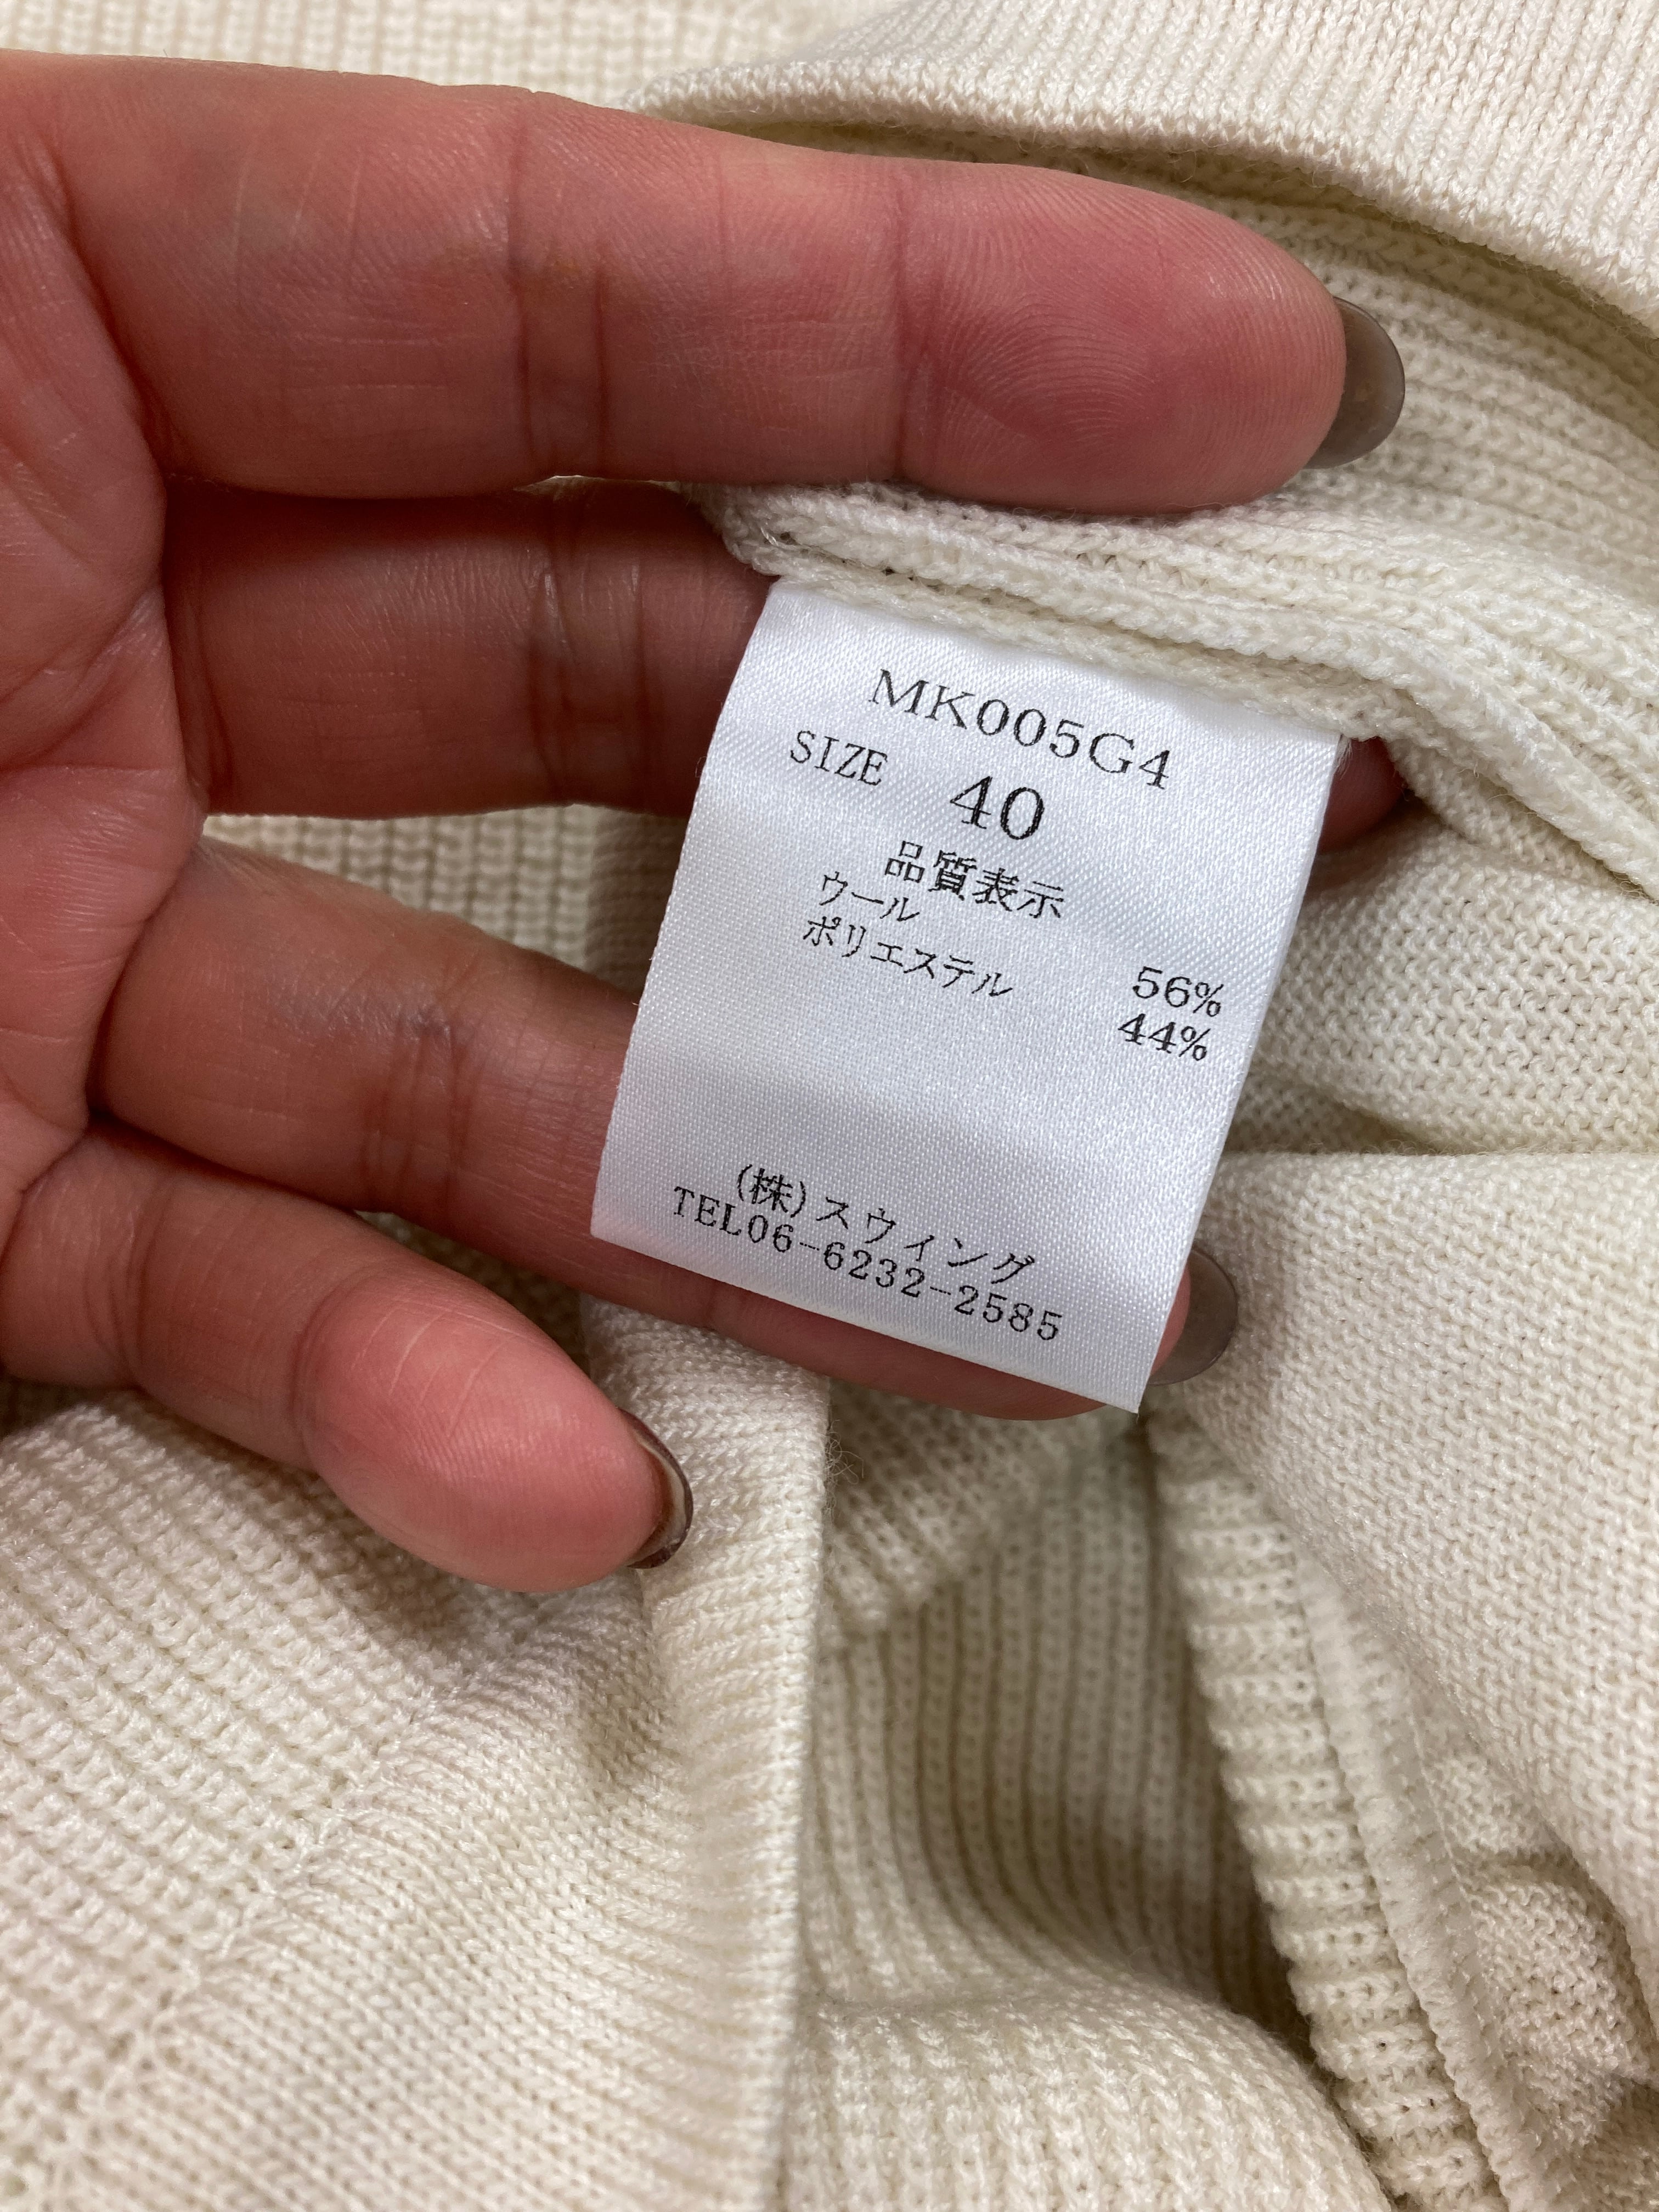 MK005G4
SIZE 40
品質表示
ウール 56%
ポリエステル 44%
(株)スウィング
TEL06-6232-2585